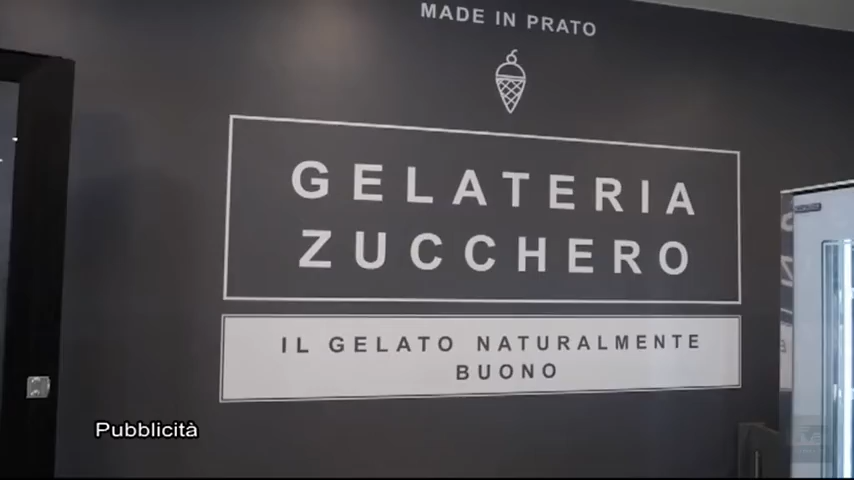 MADE IN PRATO
GELATERIA
ZUCCHERO
IL GELATO NATURALMENTE
BUONO
Pubblicità